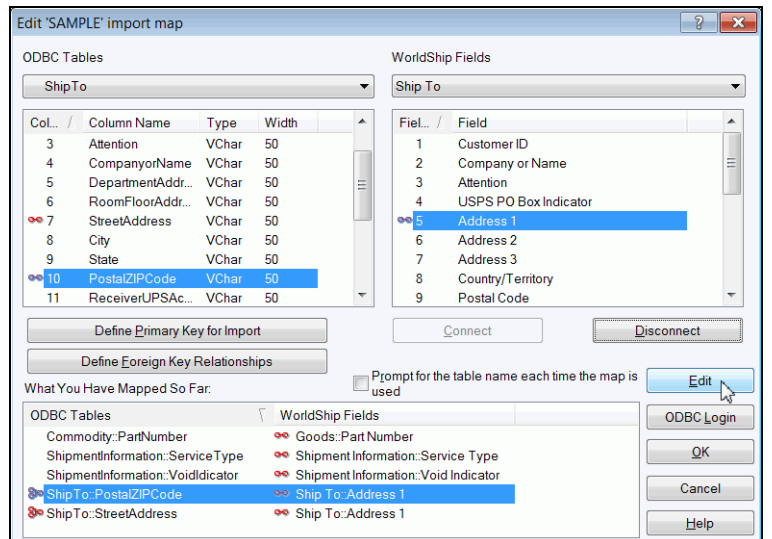 Edit 'SAMPLE' import map
ODBC Tables WorldShip Fields
ShipTo Ship To
Col... / Column Name Type Width Fiel... / Field
3 Attention VChar 50 1 Customer ID
4 CompanyorName VChar 50 2 Company or Name
5 DepartmentAddr... VChar 50 3 Attention
6 RoomFloorAddr... VChar 50 4 USPS PO Box Indicator
7 StreetAddress VChar 50 5 Address 1
8 City VChar 50 6 Address 2
9 State VChar 50 7 Address 3
10 PostalZIPCode VChar 50 8 Country/Territory
11 ReceiverUPSAc... VChar 50 9 Postal Code
Define Primary Key for Import Connect Disconnect
Define Foreign Key Relationships
Prompt for the table name each time the map is used
Edit
What You Have Mapped So Far:
ODBC Tables WorldShip Fields ODBC Login
Commodity::PartNumber Goods::Part Number
ShipmentInformation::ServiceType Shipment Information::Service Type OK
ShipmentInformation::VoidIdicator Shipment Information::Void Indicator
ShipTo::PostalZIPCode Ship To::Address 1 Cancel
ShipTo::StreetAddress Ship To::Address 1
Help